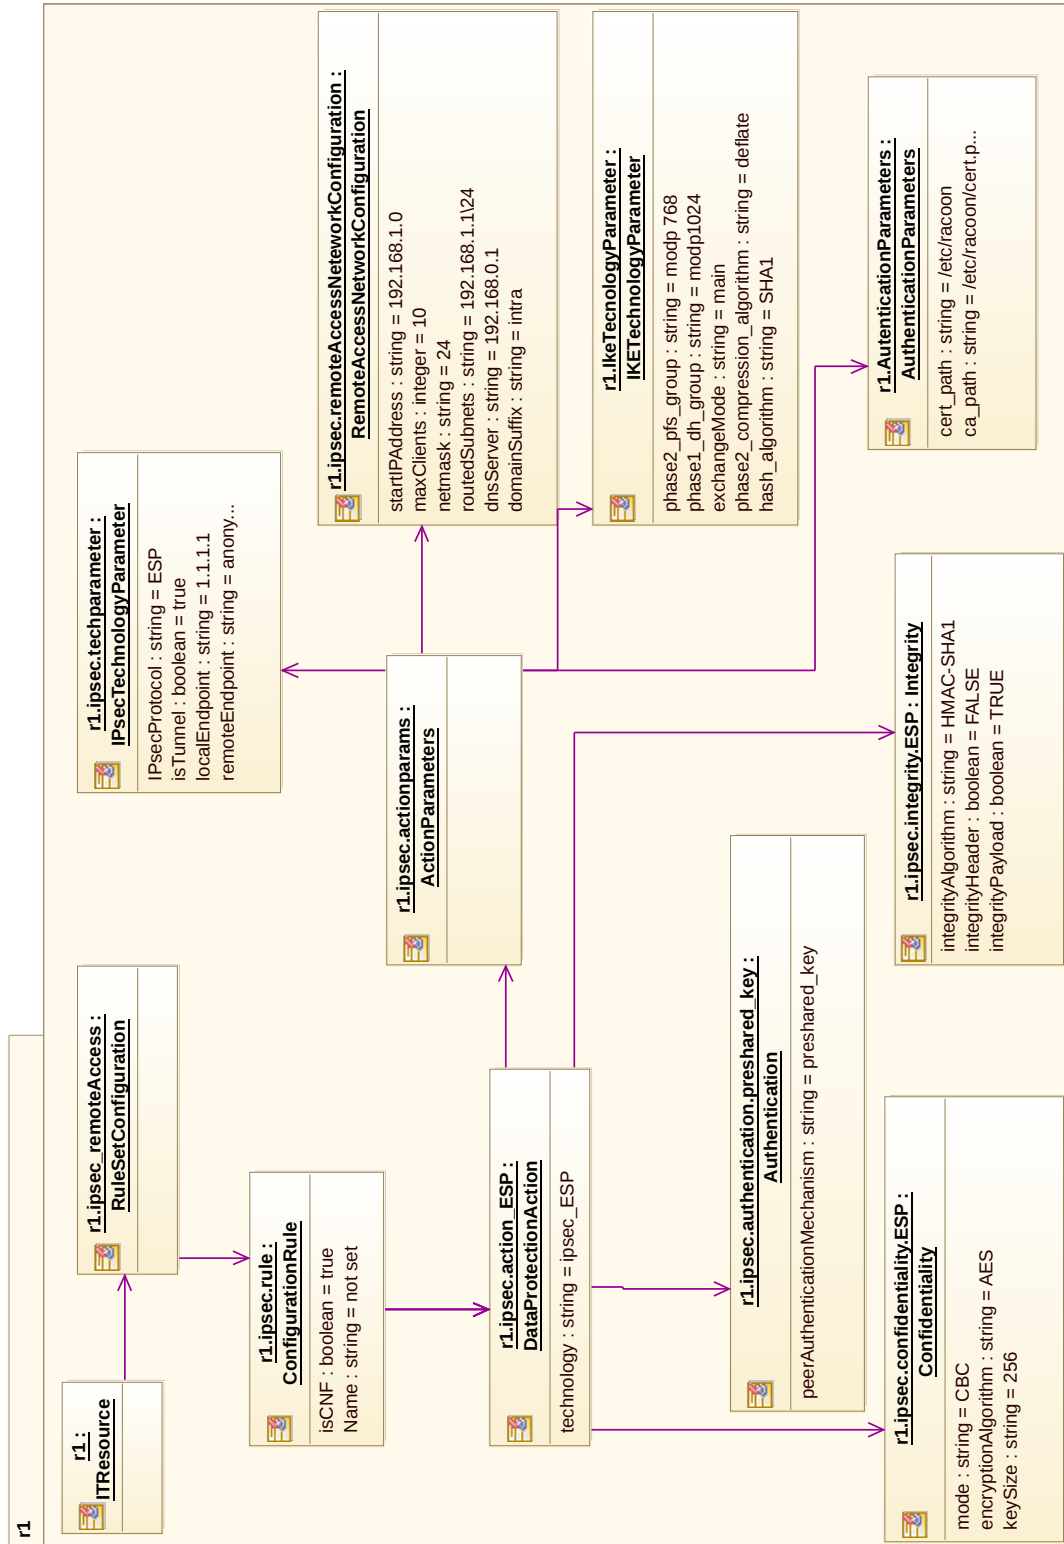 r1
r1 :
ITResource
r1.ipsec_remoteAccess :
RuleSetConfiguration
r1.ipsec.techparameter :
IPsecTechnologyParameter
IPsecProtocol : string = ESP
isTunnel : boolean = true
localEndpoint : string = 1.1.1.1
remoteEndpoint : string = anony...
r1.ipsec.rule :
ConfigurationRule
isCNF : boolean = true
Name : string = not set
r1.ipsec.actionparams :
ActionParameters
r1.ipsec.remoteAccessNeteworkConfiguration :
RemoteAccessNetworkConfiguration
startIPAddress : string = 192.168.1.0
maxClients : integer = 10
netmask : string = 24
routedSubnets : string = 192.168.1.1\24
dnsServer : string = 192.168.0.1
domainSuffix : string = intra
r1.ipsec.action_ESP :
DataProtectionAction
technology : string = ipsec_ESP
r1.IkeTecnologyParameter :
IKETechnologyParameter
phase2_pfs_group : string = modp 768
phase1_dh_group : string = modp1024
exchangeMode : string = main
phase2_compression_algorithm : string = deflate
hash_algorithm : string = SHA1
r1.ipsec.authentication.preshared_key :
Authentication
peerAuthenticationMechanism : string = preshared_key
r1.AutenticationParameters :
AuthenticationParameters
cert_path : string = /etc/racoon
ca_path : string = /etc/racoon/cert.p...
r1.ipsec.confidentiality.ESP :
Confidentiality
mode : string = CBC
encryptionAlgorithm : string = AES
keySize : string = 256
r1.ipsec.integrity.ESP : Integrity
integrityAlgorithm : string = HMAC-SHA1
integrityHeader : boolean = FALSE
integrityPayload : boolean = TRUE